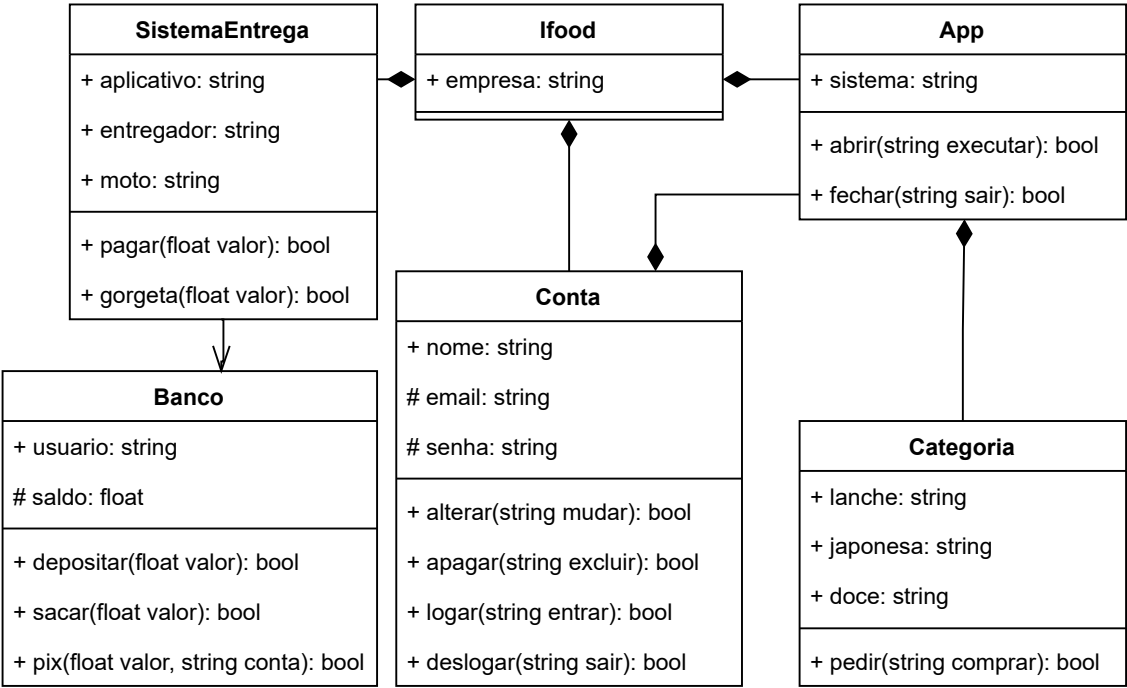 SistemaEntrega
+ aplicativo: string
+ entregador: string
+ moto: string
+ pagar(float valor): bool
+ gorgeta(float valor): bool
Ifood
+ empresa: string
App
+ sistema: string
+ abrir(string executar): bool
+ fechar(string sair): bool
Banco
+ usuario: string
# saldo: float
+ depositar(float valor): bool
+ sacar(float valor): bool
+ pix(float valor, string conta): bool
Conta
+ nome: string
# email: string
# senha: string
+ alterar(string mudar): bool
+ apagar(string excluir): bool
+ logar(string entrar): bool
+ deslogar(string sair): bool
Categoria
+ lanche: string
+ japonesa: string
+ doce: string
+ pedir(string comprar): bool